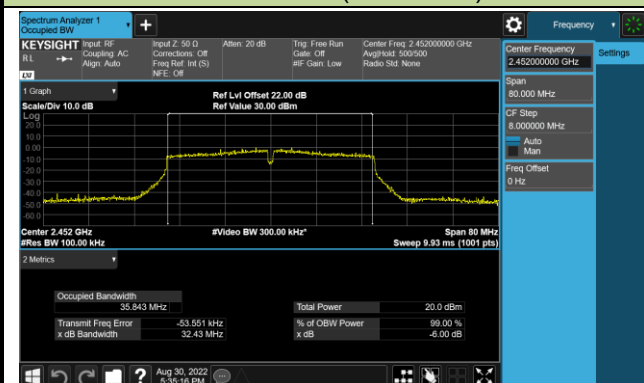 Spectrum Analyzer 1
Occupied BW
+
Frequency
KEYSIGHT
Input: RF
Input Z: 50 Ω
Atten: 20 dB
Trig: Free Run
Center Freq: 2.452000000 GHz
RL
Coupling: AC
Corrections: Off
Gate: Off
Avg|Hold: 500/500
Align: Auto
Freq Ref: Int (S)
#IF Gain: Low
Radio Std: None
NFE: Off
LXI
Center Frequency
2.452000000 GHz
Settings
Span
80.000 MHz
CF Step
8.000000 MHz
Auto
Man
Freq Offset
0 Hz
1 Graph
Ref Lvl Offset 22.00 dB
Scale/Div 10.0 dB
Ref Value 30.00 dBm
Log
20.0
10.0
0.00
-10.0
-20.0
-30.0
-40.0
-50.0
-60.0
Center 2.452 GHz
#Video BW 300.00 kHz*
Span 80 MHz
#Res BW 100.00 kHz
Sweep 9.93 ms (1001 pts)
2 Metrics
Occupied Bandwidth
35.843 MHz
Total Power
20.0 dBm
Transmit Freq Error
-53.551 kHz
% of OBW Power
99.00 %
x dB Bandwidth
32.43 MHz
x dB
-6.00 dB
?
Aug 30, 2022
5:35:16 PM